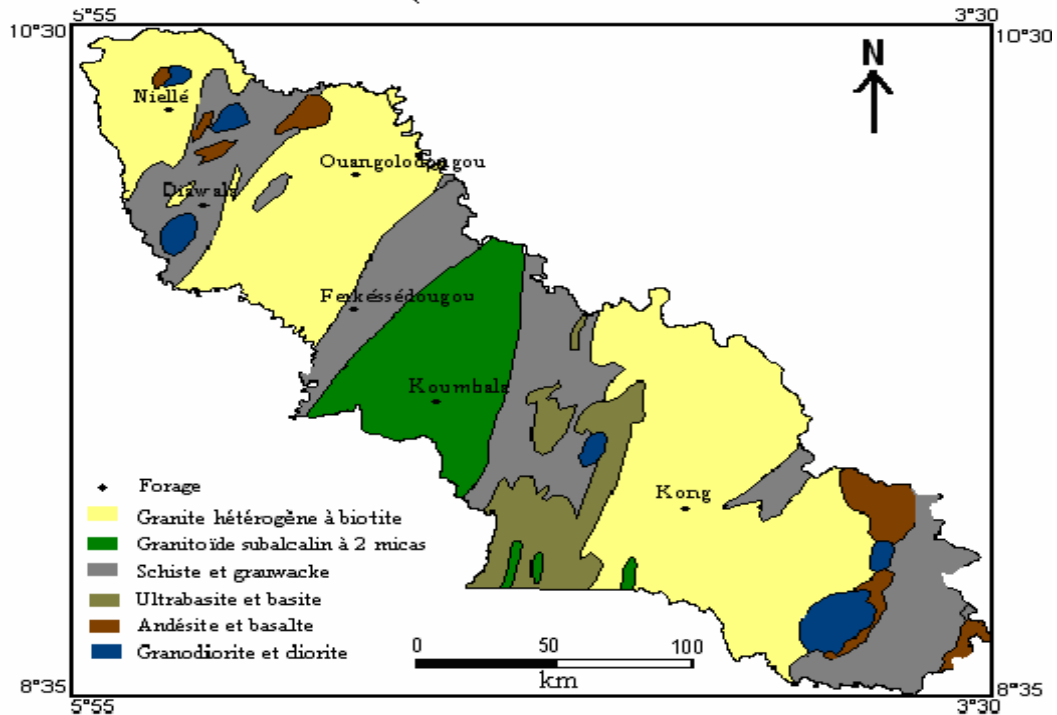 5°55
3°30
10°30
10°30
N
Niellé
Ouangolodougou
Diawala
Ferkéssédougou
Koumbala
Kong
Forage
Granite hétérogène à biotite
Granitoïde subalcalin à 2 micas
Schiste et grauwacke
Ultrabasite et basite
Andésite et basalte
Granodiorite et diorite
0 50 100
km
8°35
8°35
5°55
3°30